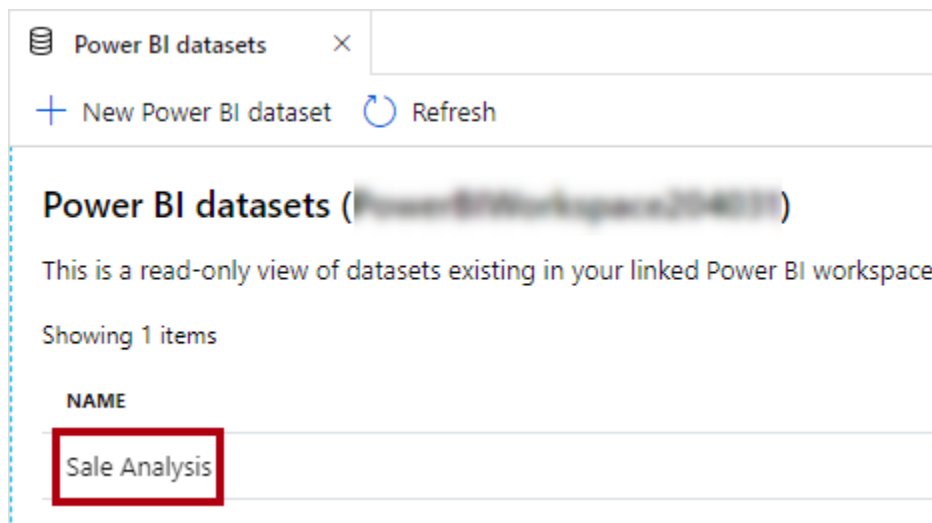 Power BI datasets
New Power BI dataset Refresh
Power BI datasets ( )
This is a read-only view of datasets existing in your linked Power BI workspace
Showing 1 items
NAME
Sale Analysis